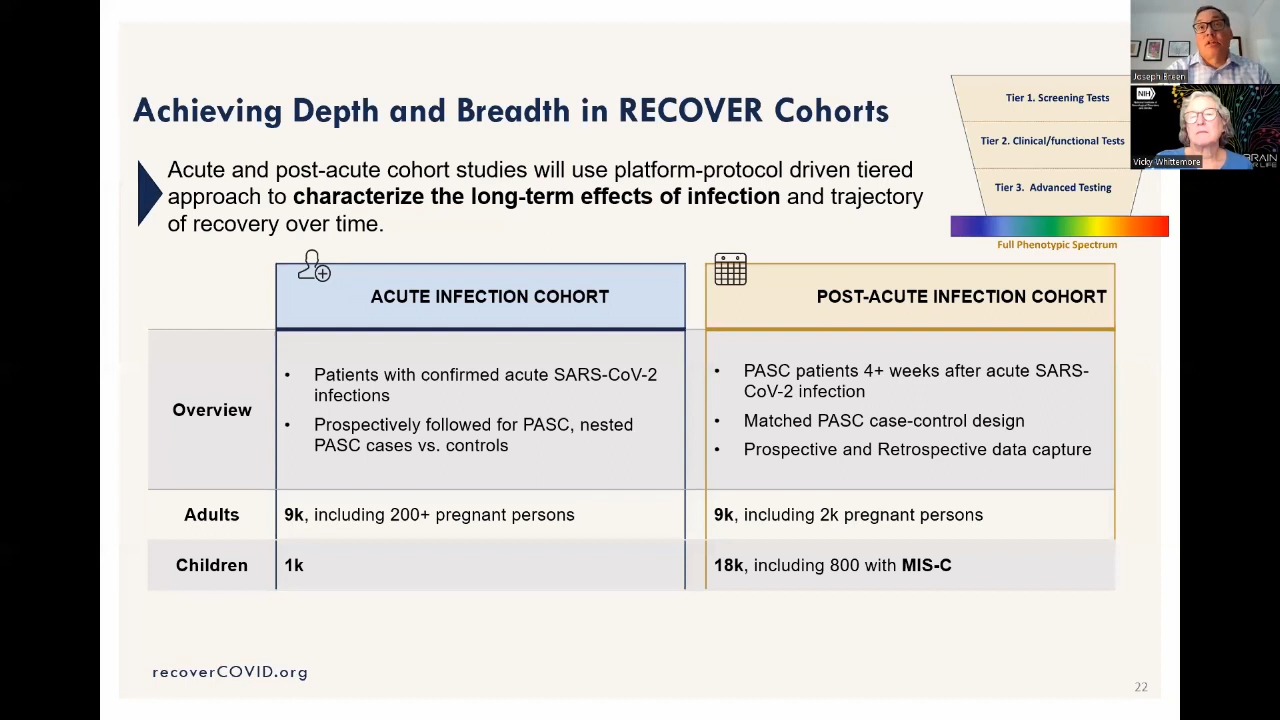 Achieving Depth and Breadth in RECOVER Cohorts
Acute and post-acute cohort studies will use platform-protocol driven tiered
approach to characterize the long-term effects of infection and trajectory
of recovery over time.
Tier 1. Screening Tests
Tier 2. Clinical/functional Tests
Tier 3. Advanced Testing
Full Phenotypic Spectrum
Joseph Breen
NIH
Vicky Whittemore
ACUTE INFECTION COHORT
POST-ACUTE INFECTION COHORT
Overview
• Patients with confirmed acute SARS-CoV-2
infections
• Prospectively followed for PASC, nested
PASC cases vs. controls
• PASC patients 4+ weeks after acute SARS-
CoV-2 infection
• Matched PASC case-control design
• Prospective and Retrospective data capture
Adults
9k, including 200+ pregnant persons
9k, including 2k pregnant persons
Children
1k
18k, including 800 with MIS-C
recoverCOVID.org
22